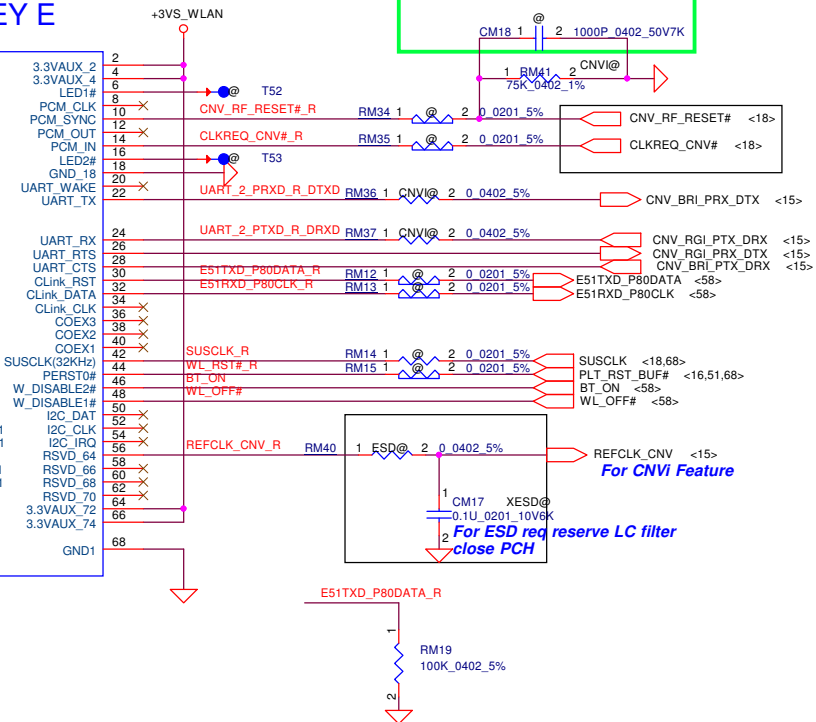 EY E
+3VS_WLAN
@
CM18 1 2 1000P_0402_50V7K
1 RM41 2 CNVI@
75K_0402_1%
3.3VAUX_2 2
3.3VAUX_4 4
LED1# 6 @ T52
PCM_CLK 8
PCM_SYNC 10 CNV_RF_RESET#_R RM34 1 @ 2 0_0201_5% CNV_RF_RESET# <18>
PCM_OUT 12
PCM_IN 14 CLKREQ_CNV#_R RM35 1 @ 2 0_0201_5% CLKREQ_CNV# <18>
LED2# 16 @ T53
GND_18 18
UART_WAKE 20
UART_TX 22 UART_2_PRXD_R_DTXD RM36 1 CNVI@ 2 0_0402_5% CNV_BRI_PRX_DTX <15>
UART_RX 24 UART_2_PTXD_R_DRXD RM37 1 CNVI@ 2 0_0402_5% CNV_RGI_PTX_DRX <15>
UART_RTS 26 CNV_RGI_PRX_DTX <15>
UART_CTS 28 CNV_BRI_PTX_DRX <15>
CLink_RST 30 E51TXD_P80DATA_R RM12 1 @ 2 0_0201_5% E51TXD_P80DATA <58>
CLink_DATA 32 E51RXD_P80CLK_R RM13 1 @ 2 0_0201_5% E51RXD_P80CLK <58>
CLink_CLK 34
COEX3 36
COEX2 38
COEX1 40
SUSCLK(32KHz) 42 SUSCLK_R RM14 1 @ 2 0_0201_5% SUSCLK <18,68>
PERST0# 44 WL_RST#_R RM15 1 @ 2 0_0201_5% PLT_RST_BUF# <16,51,68>
W_DISABLE2# 46 BT_ON BT_ON <58>
W_DISABLE1# 48 WL_OFF# WL_OFF# <58>
I2C_DAT 50
1 I2C_CLK 52
1 I2C_IRQ 54
RSVD_64 56 REFCLK_CNV_R RM40 1 ESD@ 2 0_0402_5% REFCLK_CNV <15>
1 RSVD_66 58
1 RSVD_68 60
RSVD_70 62
3.3VAUX_72 64
3.3VAUX_74 66
GND1 68
For CNVi Feature
1
CM17 XESD@
0.1U_0201_10V6K
2
For ESD req reserve LC filter
close PCH
E51TXD_P80DATA_R
1
RM19
100K_0402_5%
2